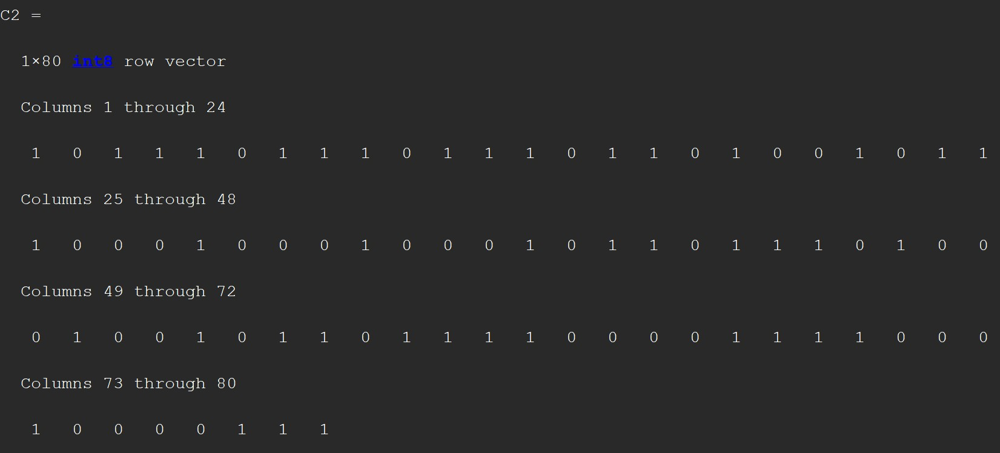 C2 =
1×80 int8 row vector
Columns 1 through 24
1 0 1 1 1 0 1 1 1 0 1 1 1 0 1 1 0 1 0 0 1 0 1 1
Columns 25 through 48
1 0 0 0 1 0 0 0 1 0 0 0 1 0 1 1 0 1 1 1 0 1 0 0
Columns 49 through 72
0 1 0 0 1 0 1 1 0 1 1 1 1 0 0 0 0 1 1 1 1 0 0 0
Columns 73 through 80
1 0 0 0 0 1 1 1